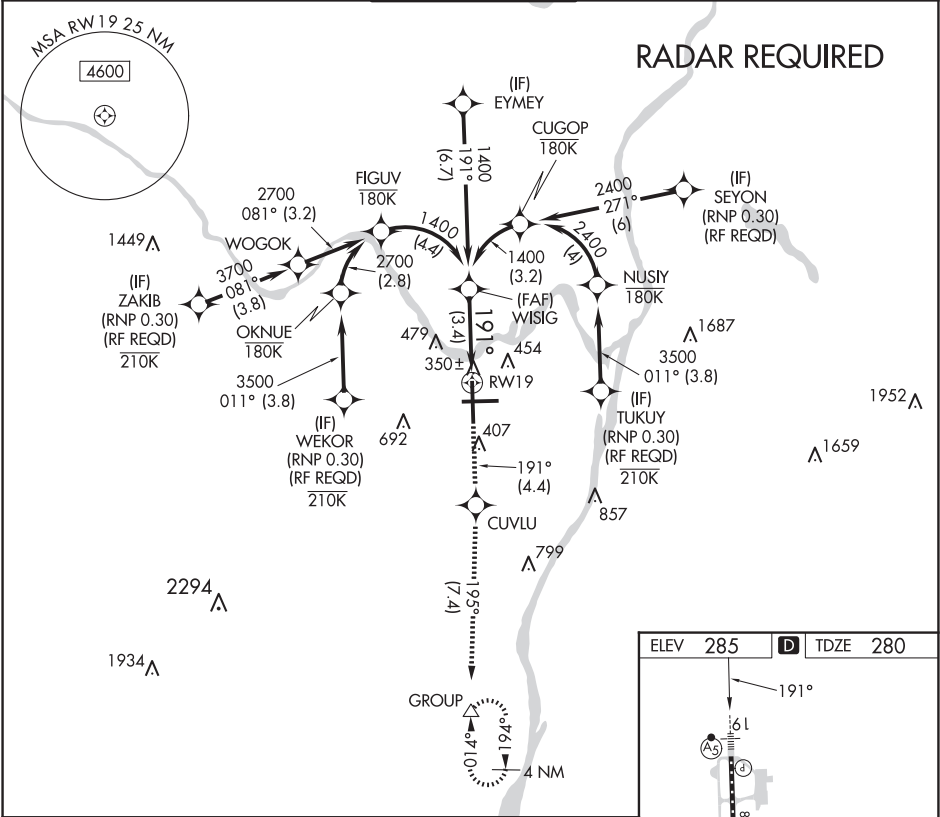 MSA RW19 25 NM
4600
RADAR REQUIRED
(IF)
EYMEY
1400
191°
(6.7)
CUGOP
180K
FIGUV
180K
2400
271°
(6)
(IF)
SEYON
(RNP 0.30)
(RF REQD)
2700
081° (3.2)
1449
WOGOK
1400
(4.4)
2400
(4)
3700
081°
(3.8)
2700
(2.8)
1400
(3.2)
(IF)
ZAKIB
(RNP 0.30)
(RF REQD)
210K
OKNUE
180K
(FAF)
WISIG
NUSIY
180K
191°
(3.4)
479
350±
454
1687
RW19
3500
011° (3.8)
3500
011° (3.8)
(IF)
WEKOR
(RNP 0.30)
(RF REQD)
210K
692
407
(IF)
TUKUY
(RNP 0.30)
(RF REQD)
210K
1952
1659
191°
(4.4)
CUVLU
857
799
195°
(7.4)
2294
1934
GROUP
014°
194°
4 NM
ELEV 285
D
TDZE 280
191°
19
A5
P
8